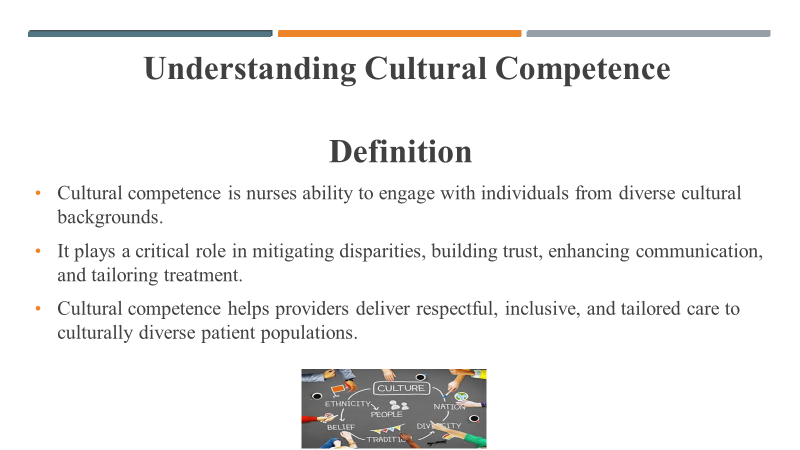 Understanding Cultural Competence
Definition
• Cultural competence is nurses ability to engage with individuals from diverse cultural
backgrounds.
• It plays a critical role in mitigating disparities, building trust, enhancing communication,
and tailoring treatment.
• Cultural competence helps providers deliver respectful, inclusive, and tailored care to
culturally diverse patient populations.
CULTURE
ETHNICITY
NATION
PEOPLE
BELIEF